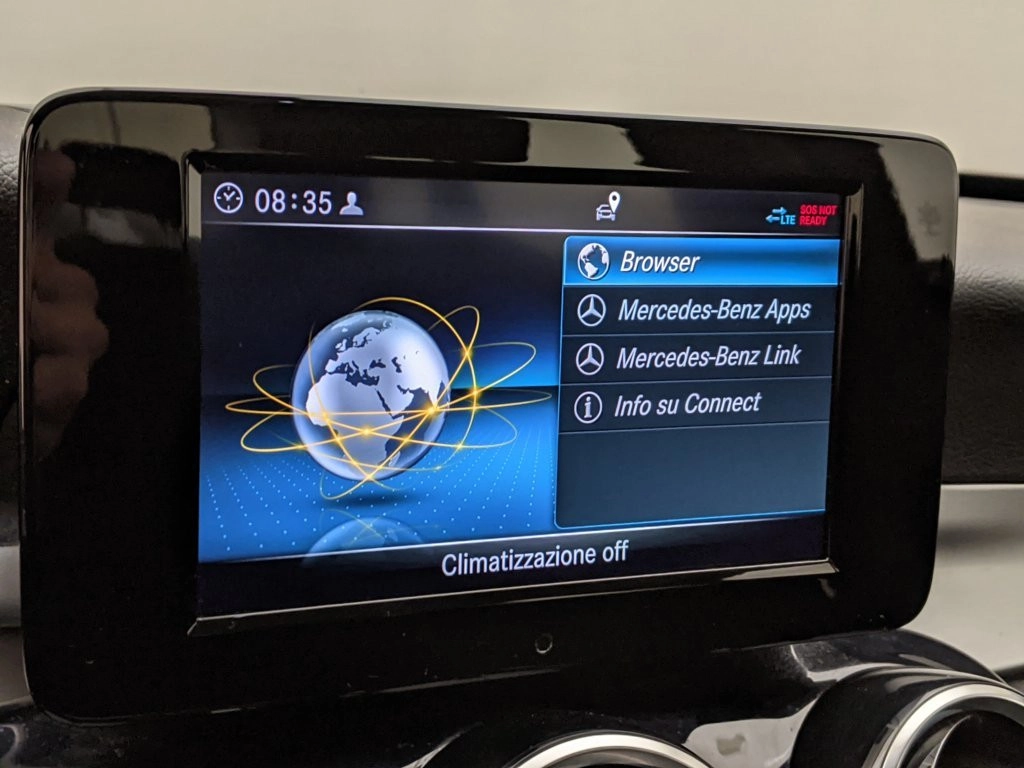 08:35
LTE
SOS NOT
READY
Browser
Mercedes-Benz Apps
Mercedes-Benz Link
Info su Connect
Climatizzazione off